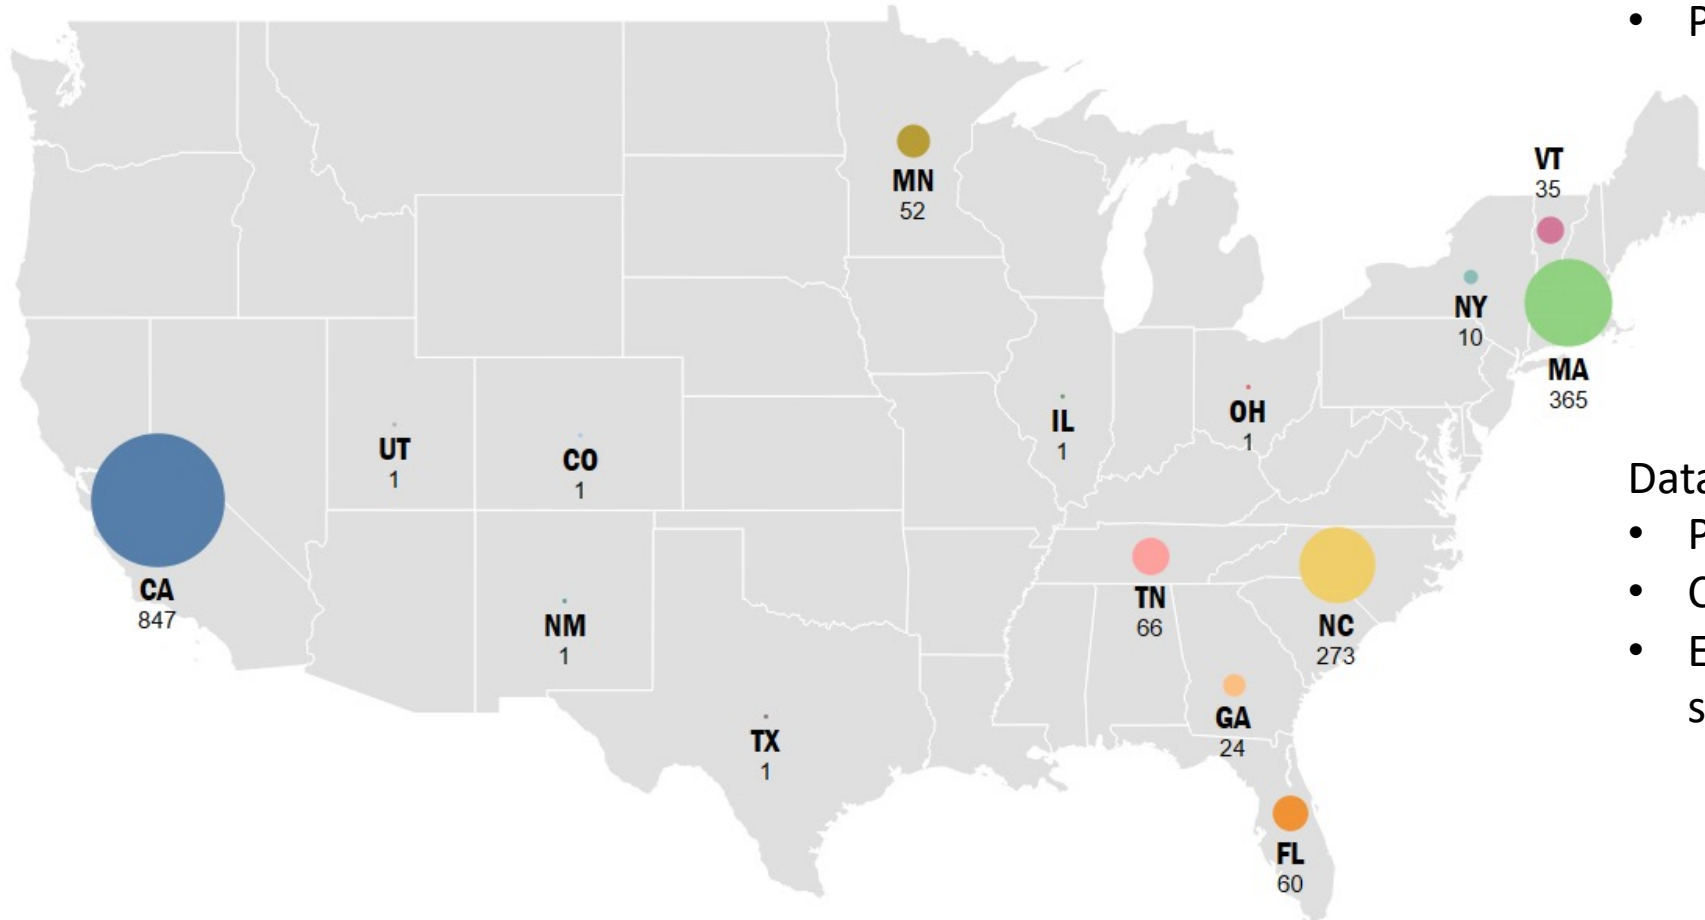 • P
VT
35
MN
52
NY
10
MA
365
OH
1
IL
1
UT
1
CO
1
Data
• P
• C
• E
s
CA
847
TN
66
NC
273
NM
1
GA
24
TX
1
FL
60